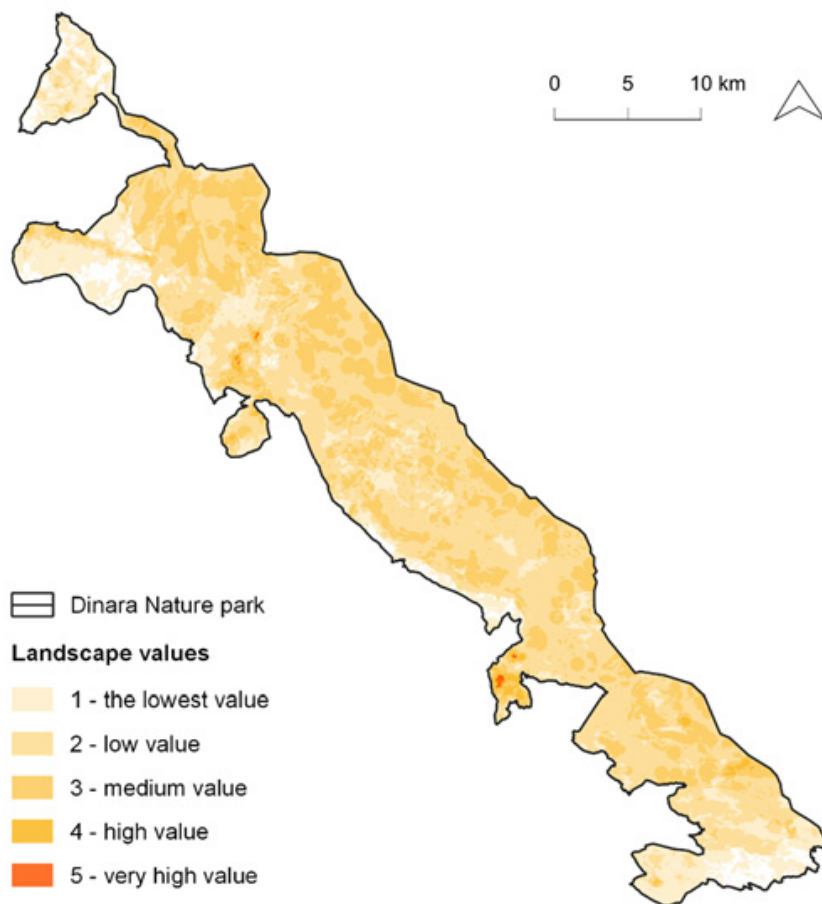 0 5 10 km
Dinara Nature park
Landscape values
1 - the lowest value
2 - low value
3 - medium value
4 - high value
5 - very high value